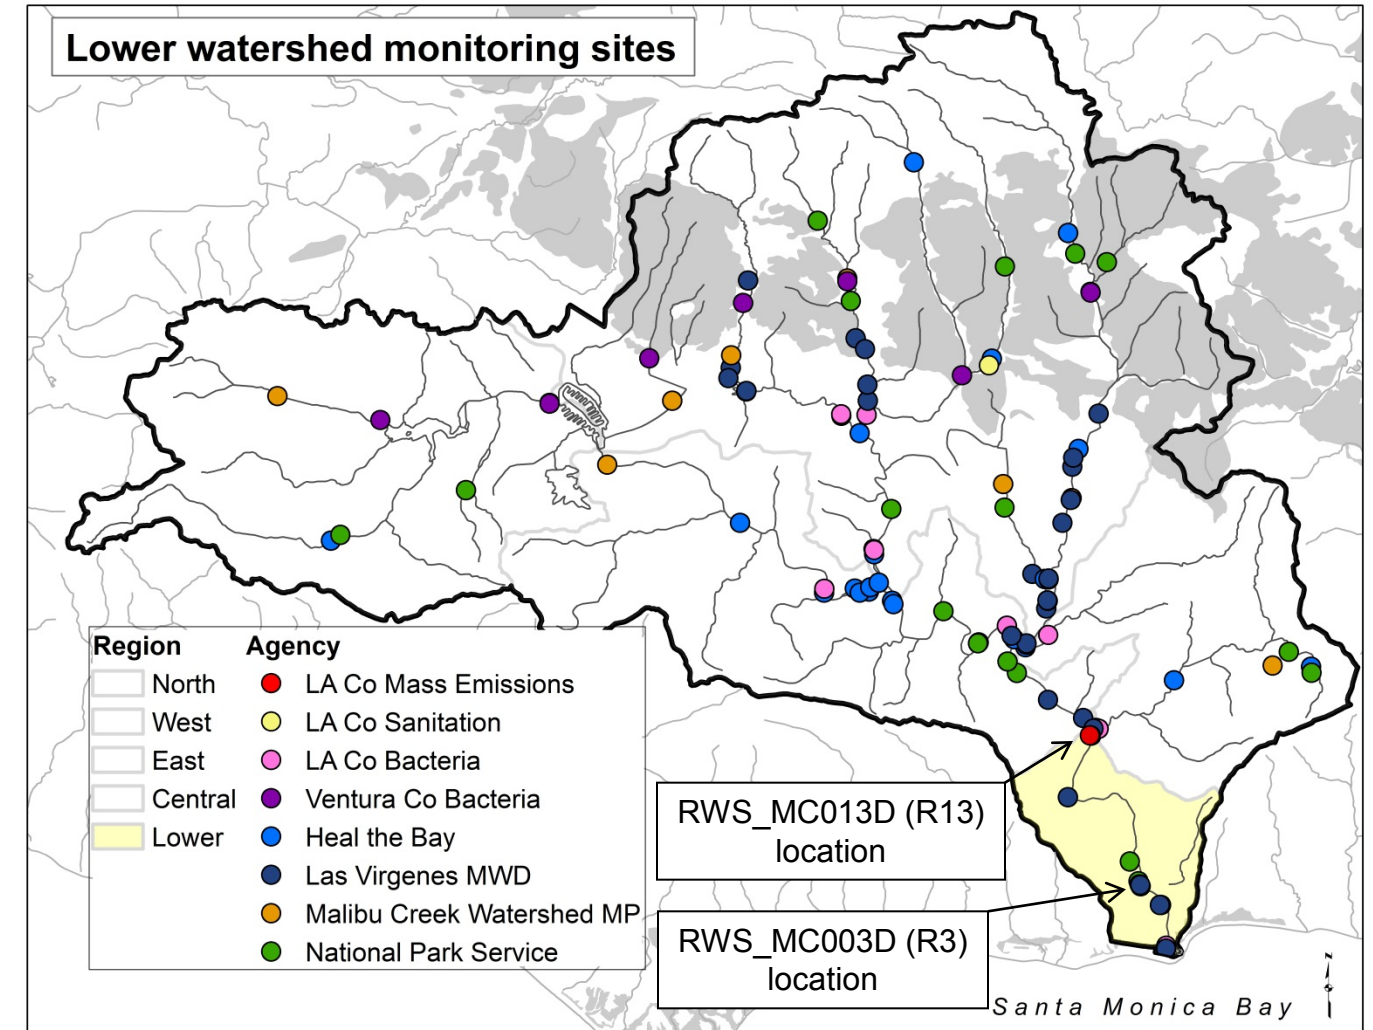 Lower watershed monitoring sites
Region
Agency
North
LA Co Mass Emissions
West
LA Co Sanitation
East
LA Co Bacteria
Central
Ventura Co Bacteria
Lower
Heal the Bay
Las Virgenes MWD
Malibu Creek Watershed MP
National Park Service
RWS_MC013D (R13)
location
RWS_MC003D (R3)
location
Santa Monica Bay
N